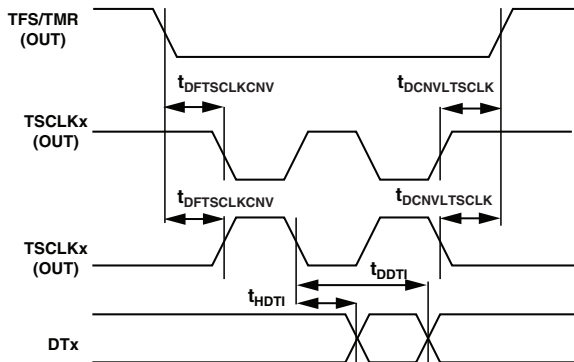 TFS/TMR
(OUT)
tDFTSCLKCNV
tDCNVLTSCLK
TSCLKx
(OUT)
tDFTSCLKCNV
tDCNVLTSCLK
TSCLKx
(OUT)
tDDTI
tHDTI
DTx